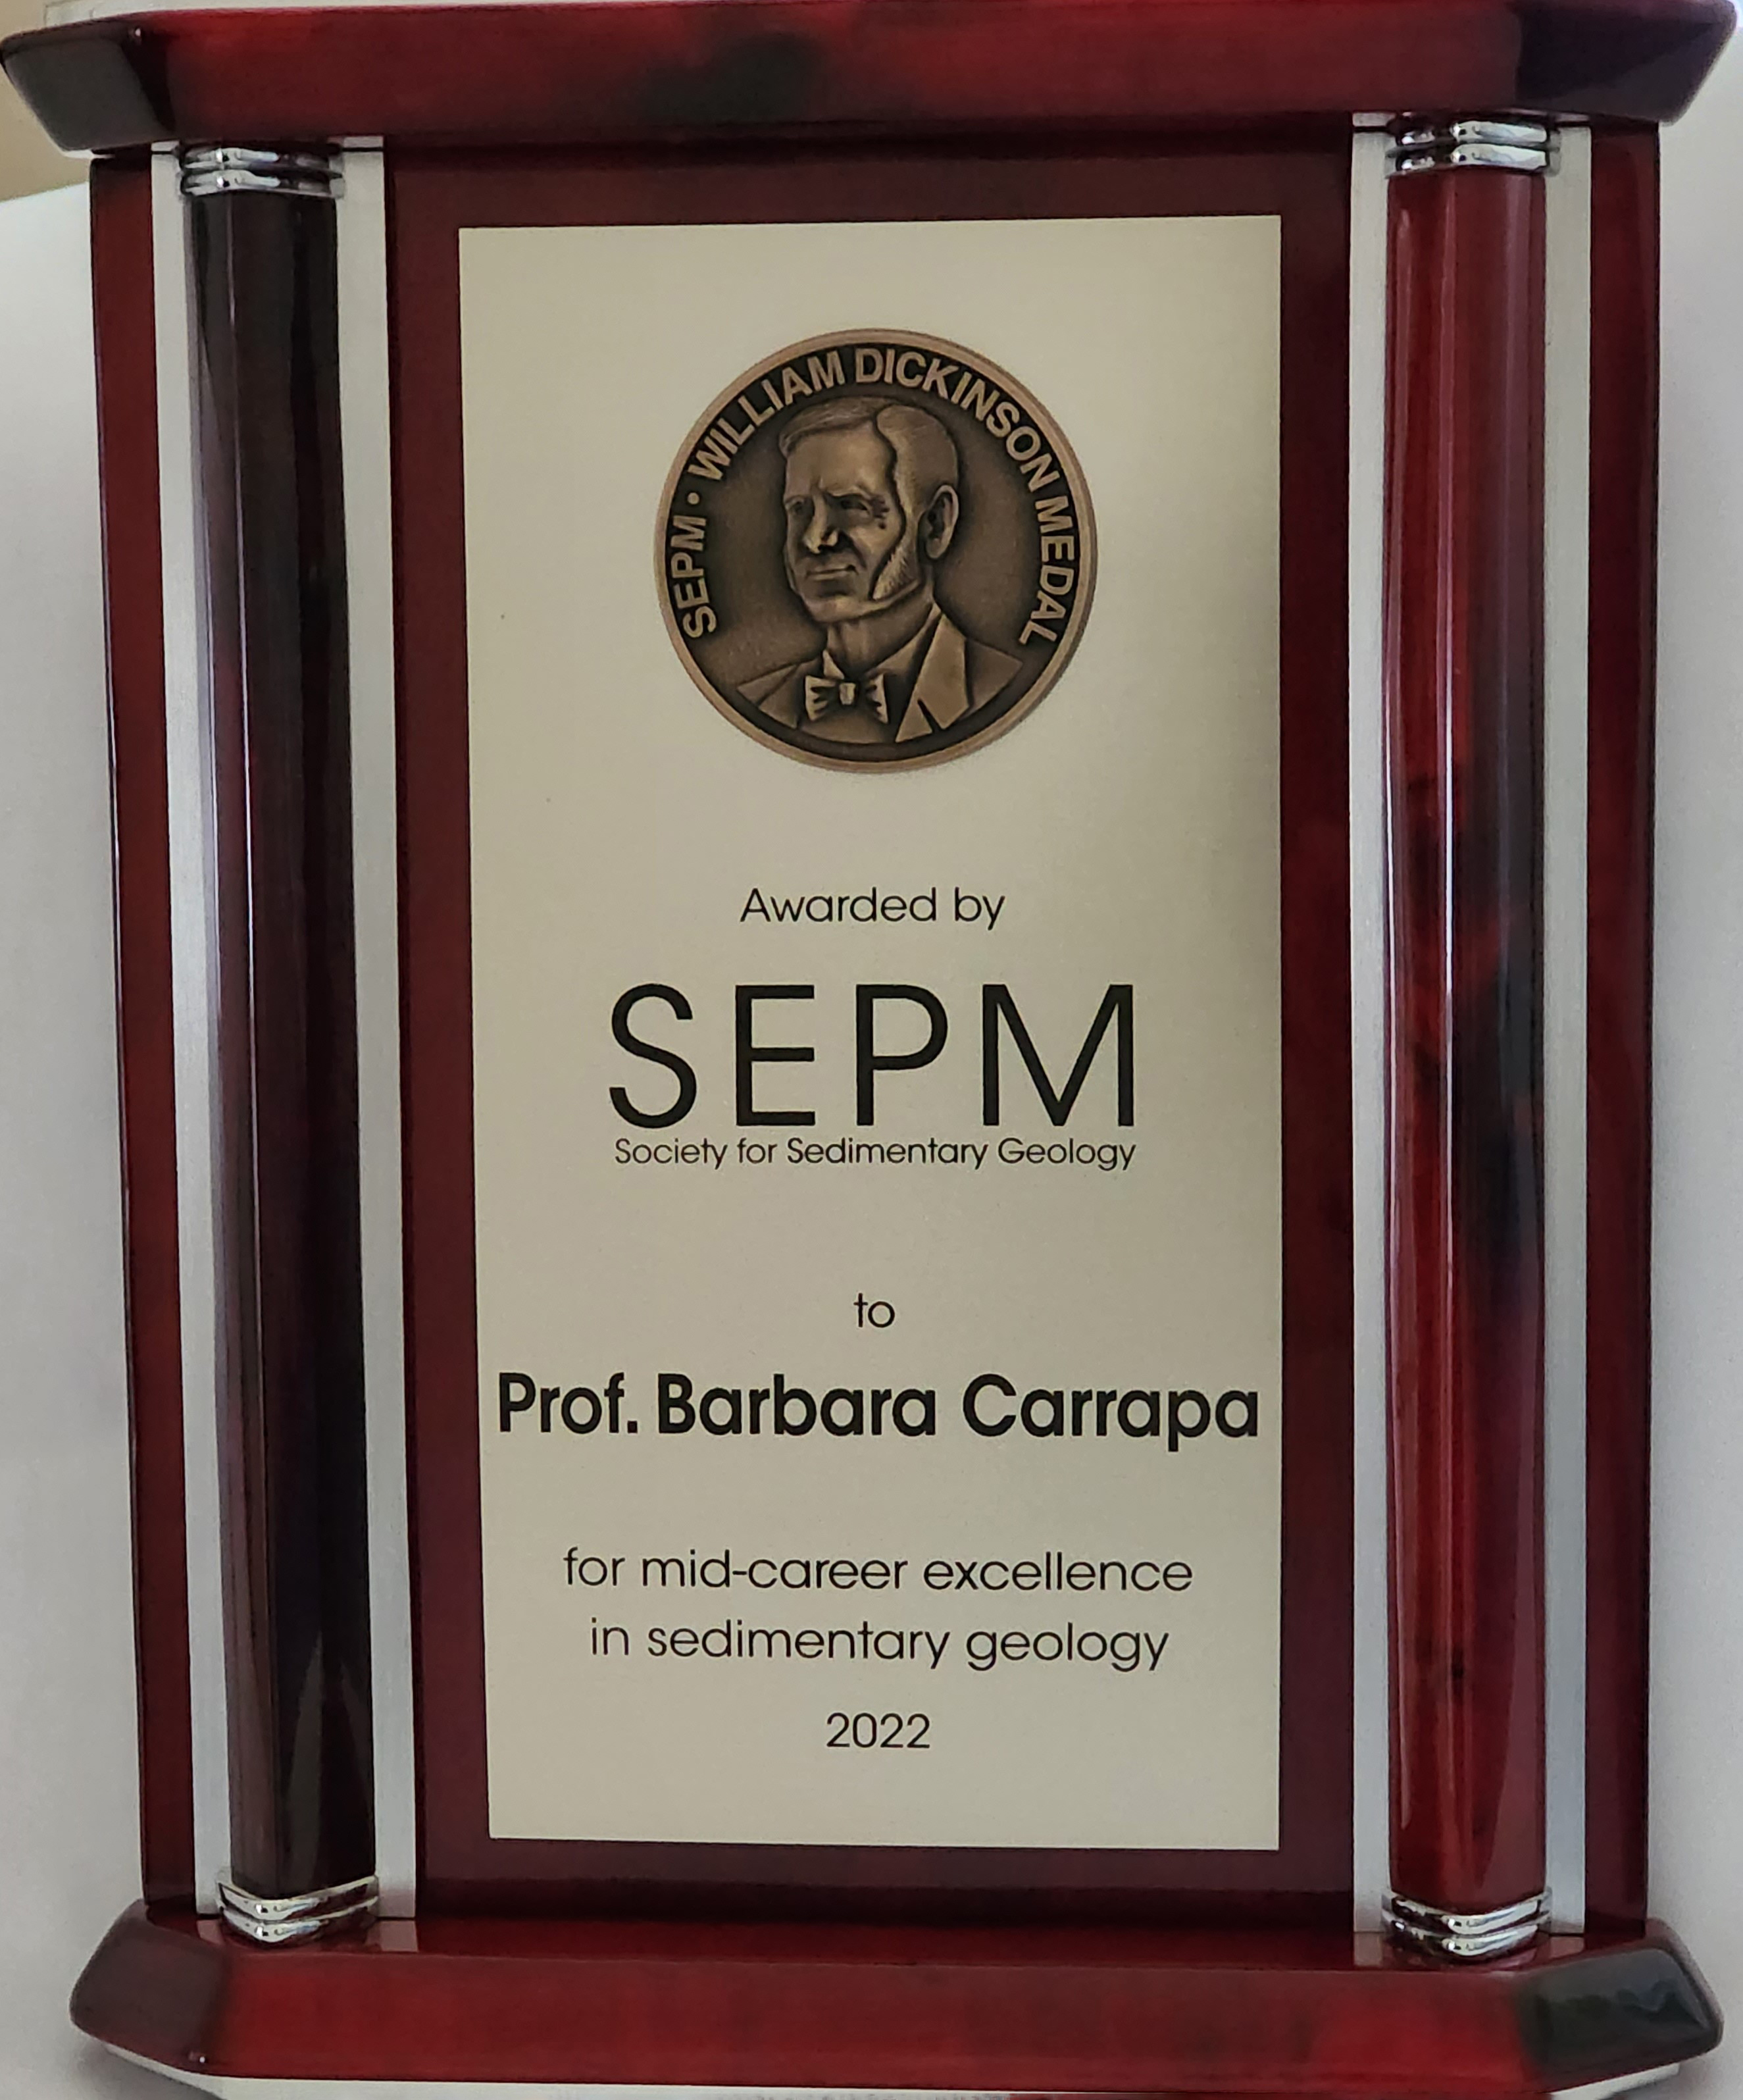 SEPM • WILLIAM DICKINSON MEDAL
Awarded by
SEPM
Society for Sedimentary Geology
to
Prof. Barbara Carrapa
for mid-career excellence
in sedimentary geology
2022